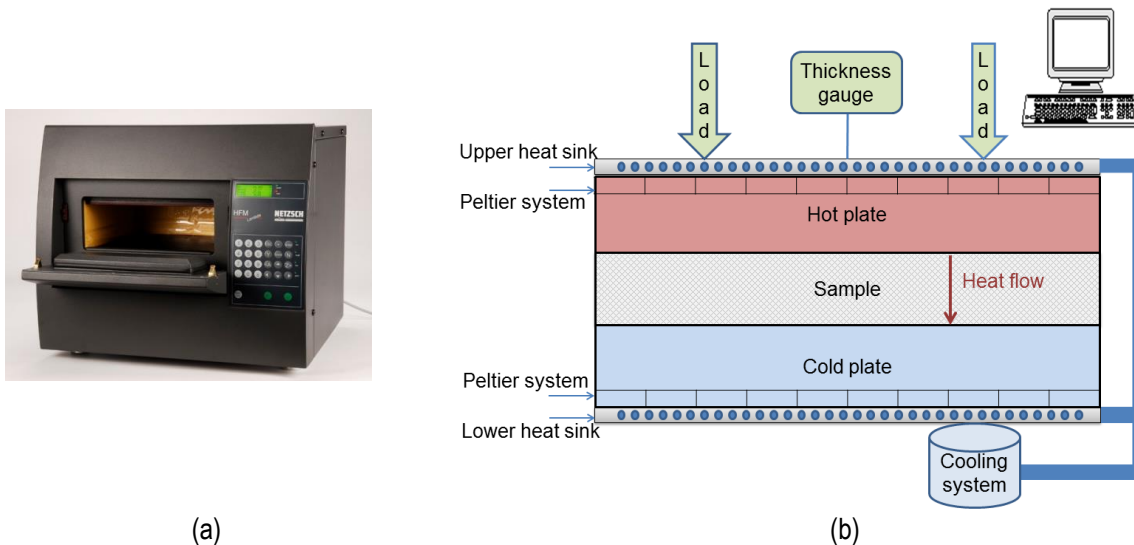 Load
Thickness
gauge
Load
Upper heat sink
Peltier system
Hot plate
Sample
Heat flow
Cold plate
Peltier system
Lower heat sink
Cooling
system
HFM
NETZSCH
(a)
(b)